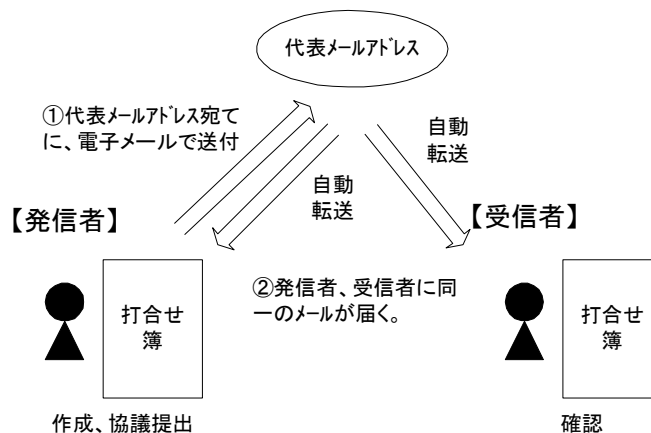 代表メールアドレス
①代表メールアドレス宛て
に、電子メールで送付
自動
転送
自動
転送
【発信者】
【受信者】
②発信者、受信者に同
一のメールが届く。
打合せ
簿
打合せ
簿
作成、協議提出
確認